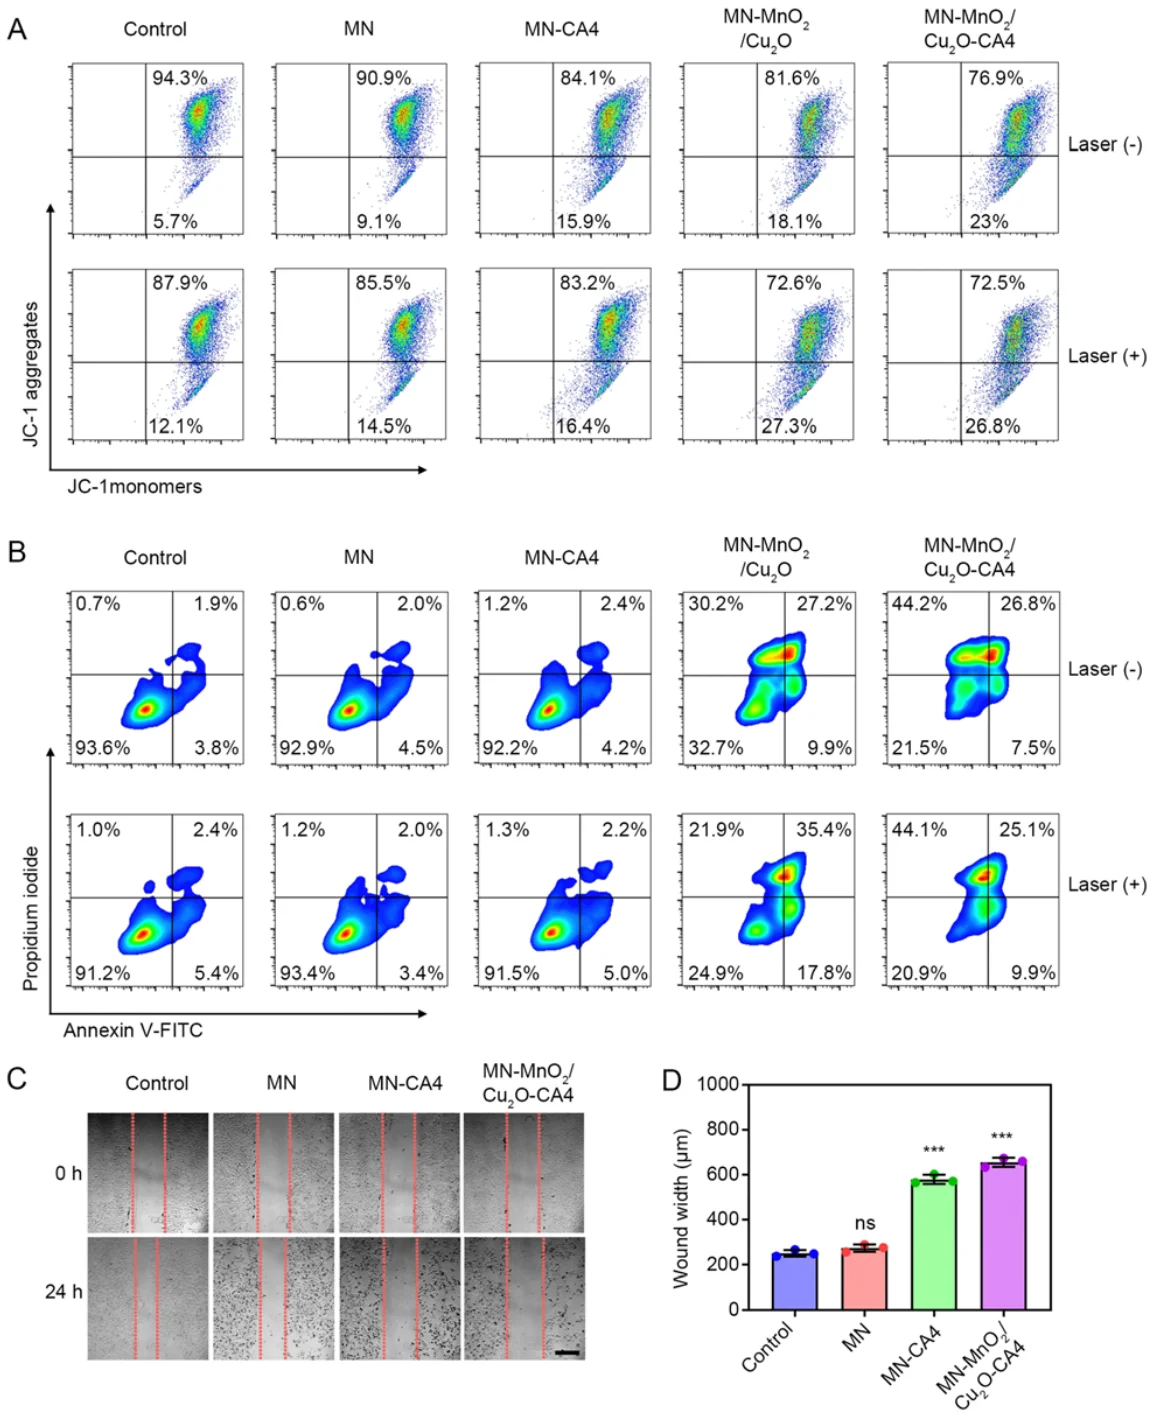 A
Control
MN
MN-CA4
MN-MnO2
/Cu2O
MN-MnO2/
Cu2O-CA4
94.3%
90.9%
84.1%
81.6%
76.9%
Laser (-)
5.7%
9.1%
15.9%
18.1%
23%
87.9%
85.5%
83.2%
72.6%
72.5%
Laser (+)
12.1%
14.5%
16.4%
27.3%
26.8%
JC-1 aggregates
JC-1monomers
B
Control
MN
MN-CA4
MN-MnO2
/Cu2O
MN-MnO2/
Cu2O-CA4
0.7% 1.9%
0.6% 2.0%
1.2% 2.4%
30.2% 27.2%
44.2% 26.8%
Laser (-)
93.6% 3.8%
92.9% 4.5%
92.2% 4.2%
32.7% 9.9%
21.5% 7.5%
1.0% 2.4%
1.2% 2.0%
1.3% 2.2%
21.9% 35.4%
44.1% 25.1%
Laser (+)
91.2% 5.4%
93.4% 3.4%
91.5% 5.0%
24.9% 17.8%
20.9% 9.9%
Propidium iodide
Annexin V-FITC
C
Control
MN
MN-CA4
MN-MnO2/
Cu2O-CA4
0 h
24 h
D
Wound width (μm)
1000
800
600
400
200
0
ns
***
***
Control
MN
MN-CA4
MN-MnO2/
Cu2O-CA4